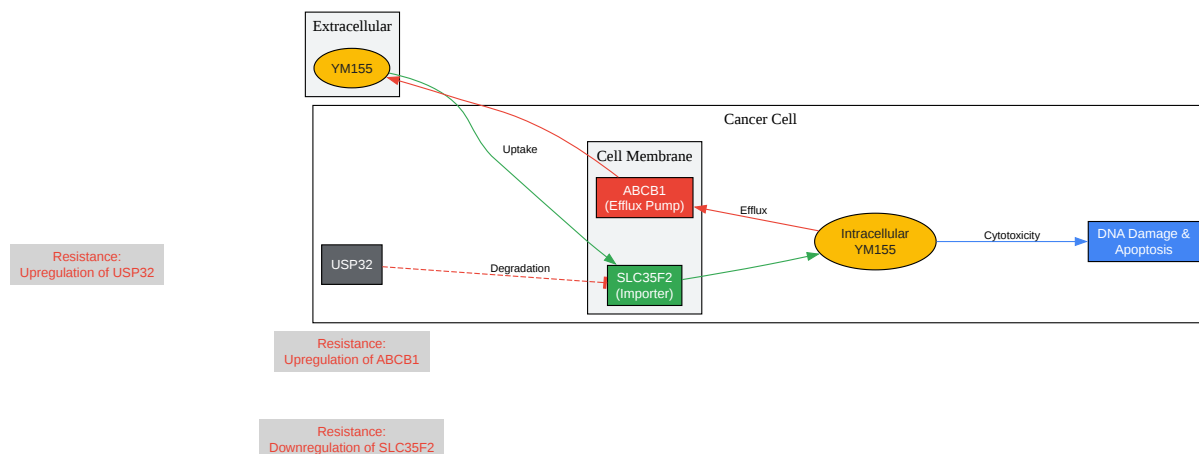 Extracellular
YM155
Cancer Cell
Uptake
Cell Membrane
ABCB1
(Efflux Pump)
Efflux
Intracellular
YM155
Cytotoxicity
DNA Damage &
Apoptosis
USP32
Degradation
SLC35F2
(Importer)
Resistance:
Upregulation of USP32
Resistance:
Upregulation of ABCB1
Resistance:
Downregulation of SLC35F2